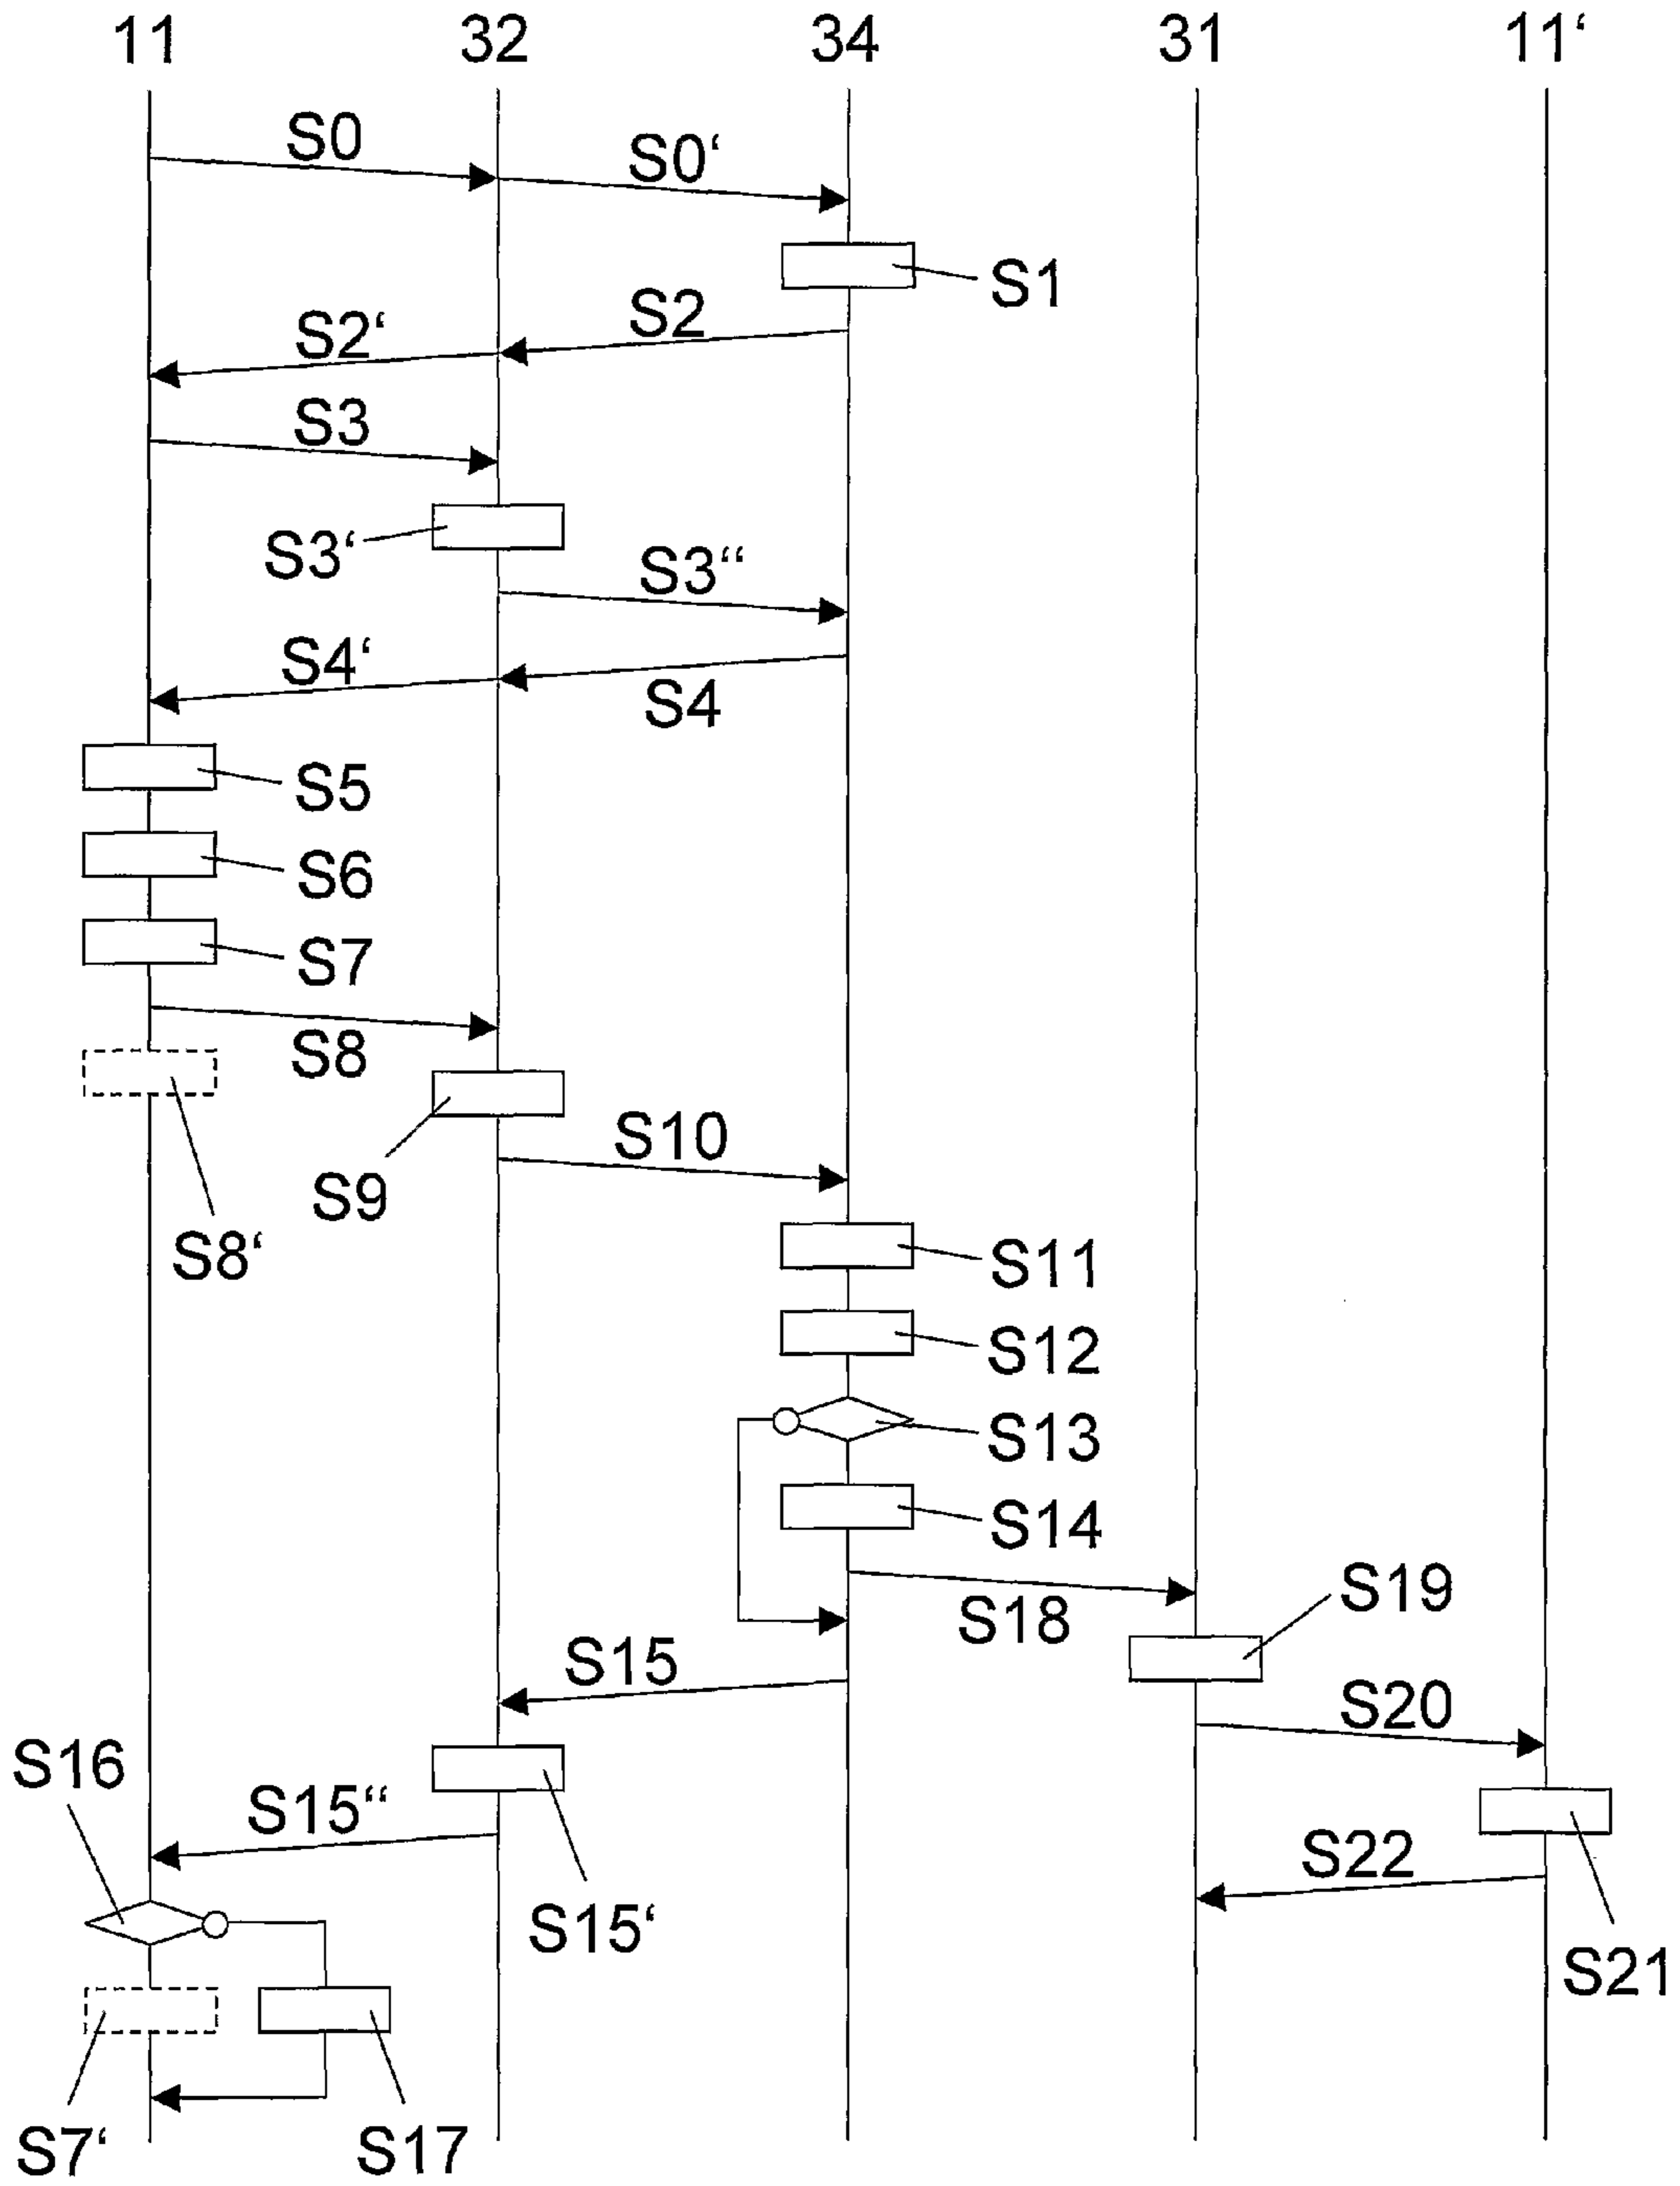 11 32 34 31 11‘
S0 S0‘
S1
S2‘ S2
S3
S3‘ S3“
S4‘ S4
S5
S6
S7
S8
S10
S9
S8‘
S11
S12
S13
S14
S19
S18
S15
S20
S16
S15“
S22
S15‘
S21
S7‘ S17